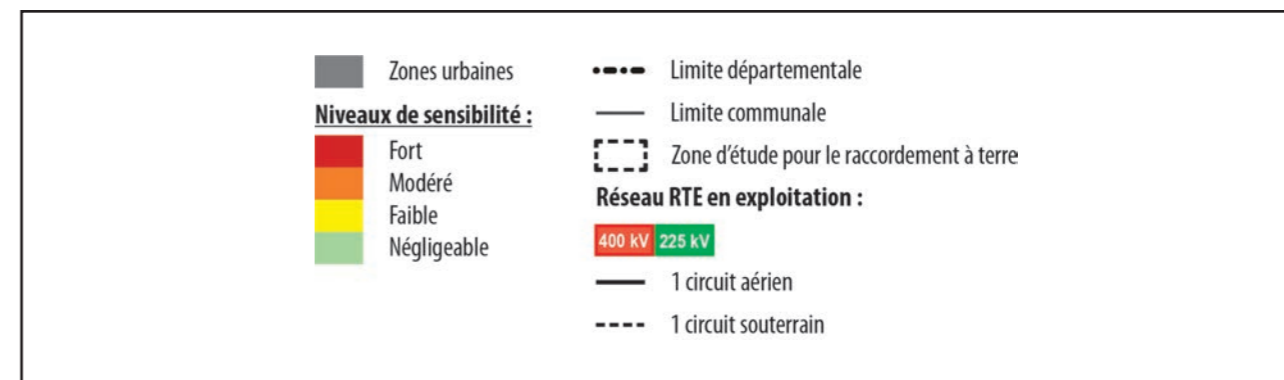 Zones urbaines
Niveaux de sensibilité :
Fort
Modéré
Faible
Négligeable
Limite départementale
Limite communale
Zone d’étude pour le raccordement à terre
Réseau RTE en exploitation :
400 kV 225 kV
1 circuit aérien
1 circuit souterrain